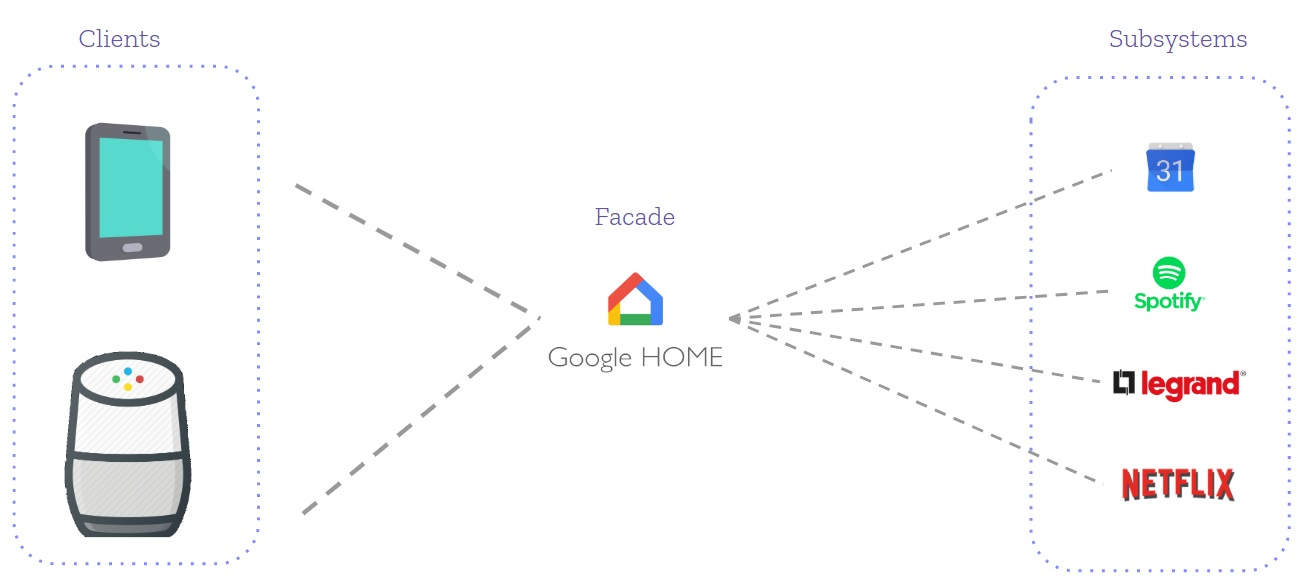 Clients
Subsystems
31
Facade
Spotify®
Google HOME
legrand®
NETFLIX